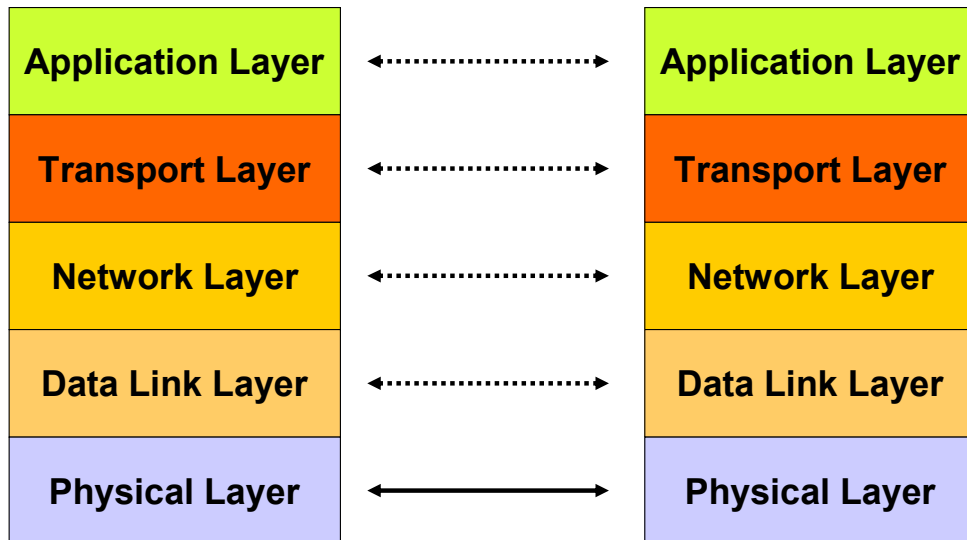 Application Layer
Application Layer
Transport Layer
Transport Layer
Network Layer
Network Layer
Data Link Layer
Data Link Layer
Physical Layer
Physical Layer